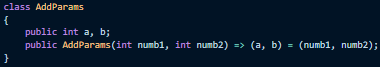 class AddParams
{
    public int a, b;
    public AddParams(int numb1, int numb2) => (a, b) = (numb1, numb2);
}